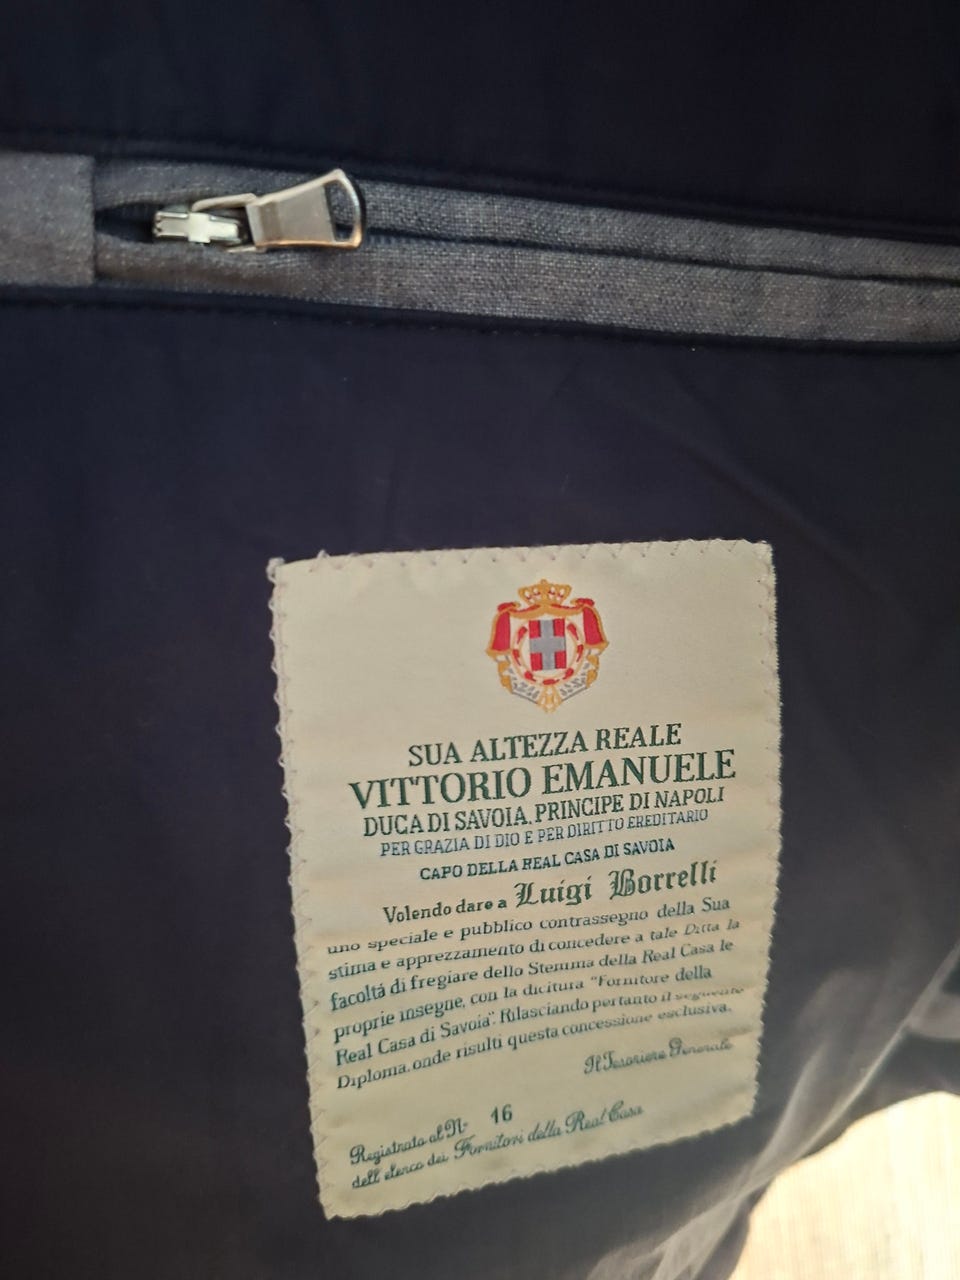 SUA ALTEZZA REALE
VITTORIO EMANUELE
DUCA DI SAVOIA, PRINCIPE DI NAPOLI
PER GRAZIA DI DIO E PER DIRITTO EREDITARIO
CAPO DELLA REAL CASA DI SAVOIA
Volendo dare a Luigi Borrelli
uno speciale e pubblico contrassegno della Sua
stima e apprezzamento di concedere a tale Ditta la
facoltá di fregiare dello Stemma della Real Casa le
proprie insegne, con la dicitura "Fornitore della
Real Casa di Savoia". Rilasciando pertanto il seguente
Diploma, onde risulti questa concessione esclusiva.
Il Tesoriere Generale
Registrato al N- 16
dell'elenco dei Fornitori della Real Casa